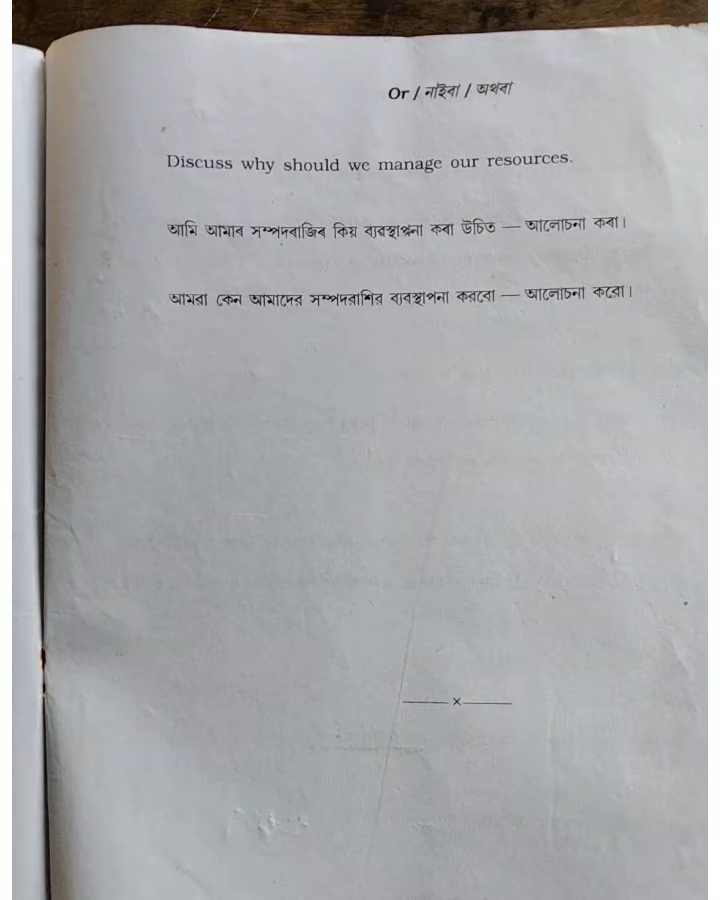 Or / নাইবা / অথবা
Discuss why should we manage our resources.
আমি আমাৰ সম্পদৰাজিৰ কিয় ব্যৱস্থাপনা কৰা উচিত — আলোচনা কৰা।
আমরা কেন আমাদের সম্পদরাশির ব্যবস্থাপনা করবো — আলোচনা করো।
——×——